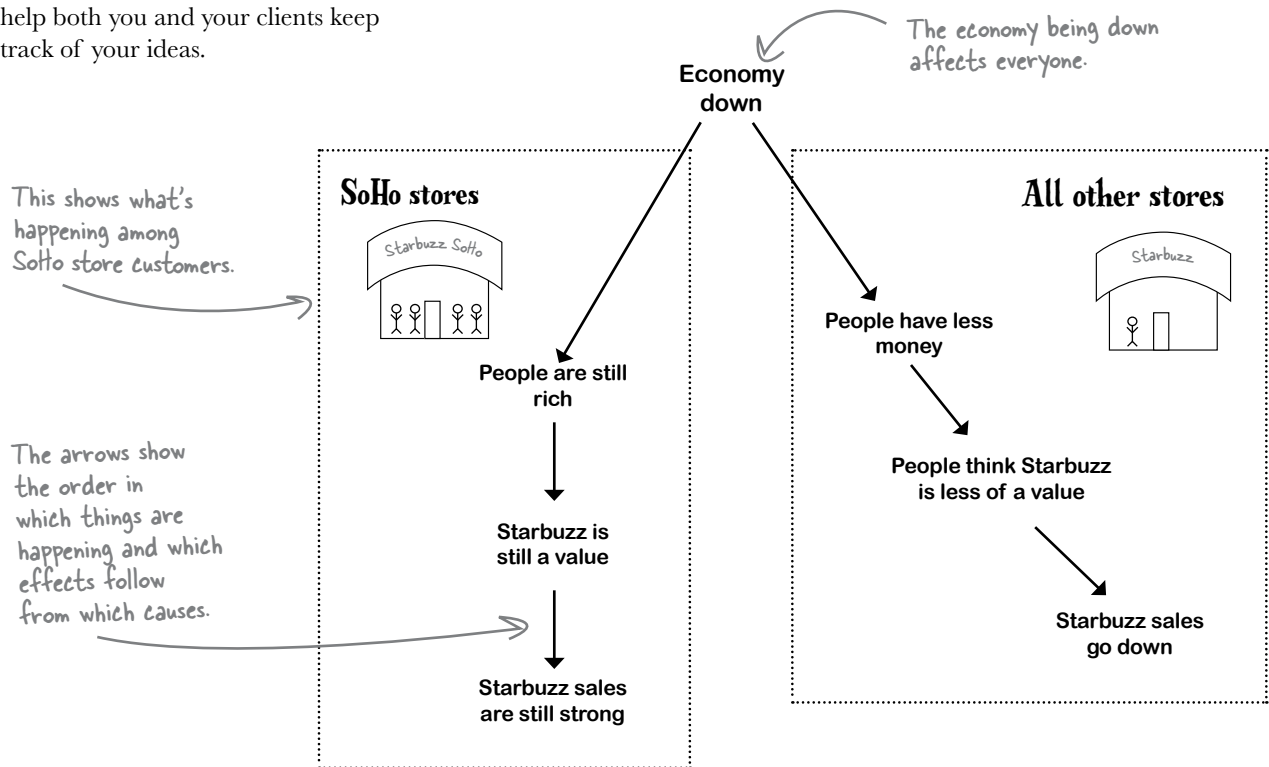 help both you and your clients keep
track of your ideas.
The economy being down
affects everyone.
Economy
down
This shows what's
happening among
SoHo store customers.
SoHo stores
Starbuzz SoHo
People are still
rich
Starbuzz is
still a value
Starbuzz sales
are still strong
The arrows show
the order in
which things are
happening and which
effects follow
from which causes.
All other stores
Starbuzz
People have less
money
People think Starbuzz
is less of a value
Starbuzz sales
go down